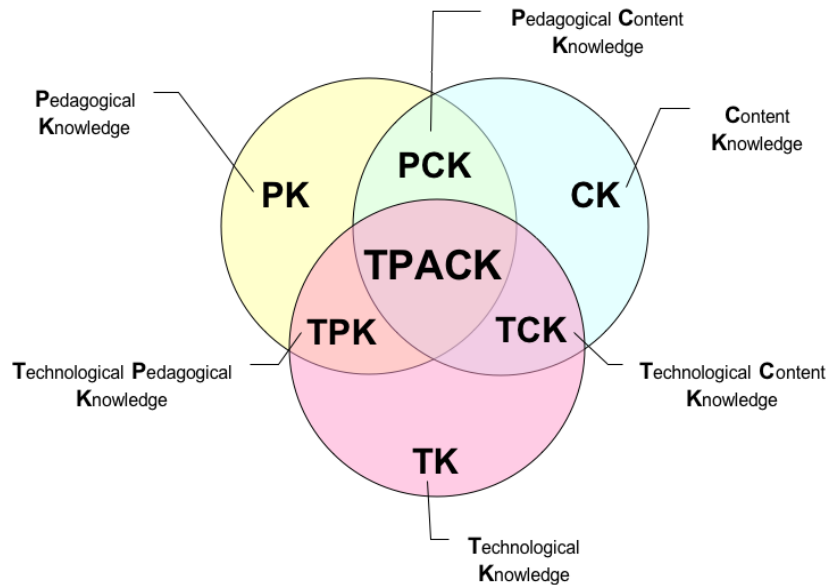 Pedagogical Content
Knowledge
Pedagogical
Knowledge
Content
Knowledge
PCK
PK
CK
TPACK
TPK
TCK
Technological Pedagogical
Knowledge
Technological Content
Knowledge
TK
Technological
Knowledge